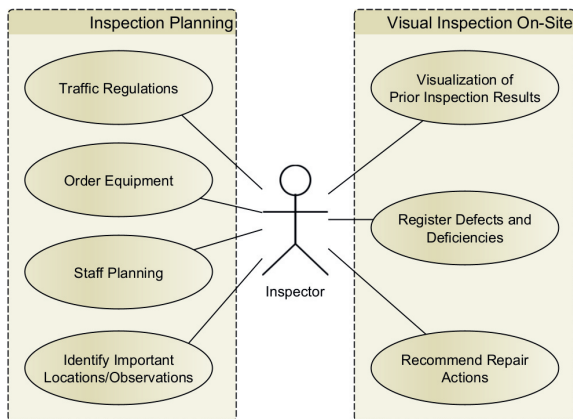 Inspection Planning
Traffic Regulations
Order Equipment
Staff Planning
Identify Important
Locations/Observations
Inspector
Visual Inspection On-Site
Visualization of
Prior Inspection Results
Register Defects and
Deficiencies
Recommend Repair
Actions